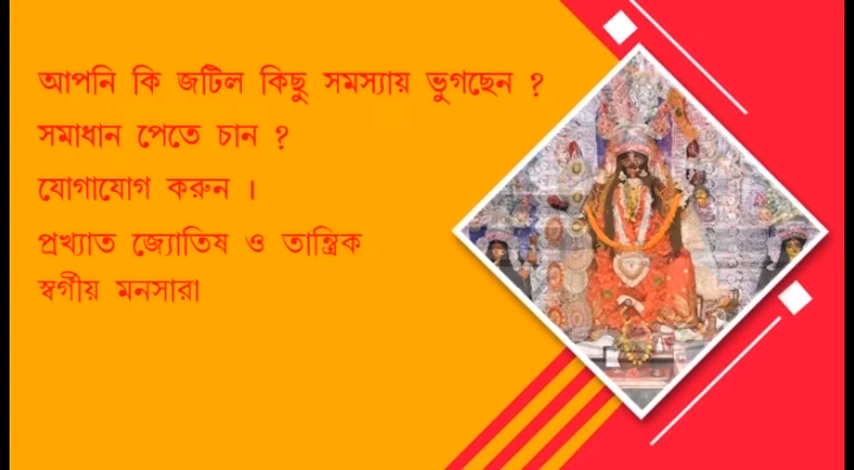 আপনি কি জটিল কিছু সমস্যায় ভুগছেন ?
সমাধান পেতে চান ?
যোগাযোগ করুন ।
প্রখ্যাত জ্যোতিষ ও তান্ত্রিক
স্বর্গীয় মনসারা